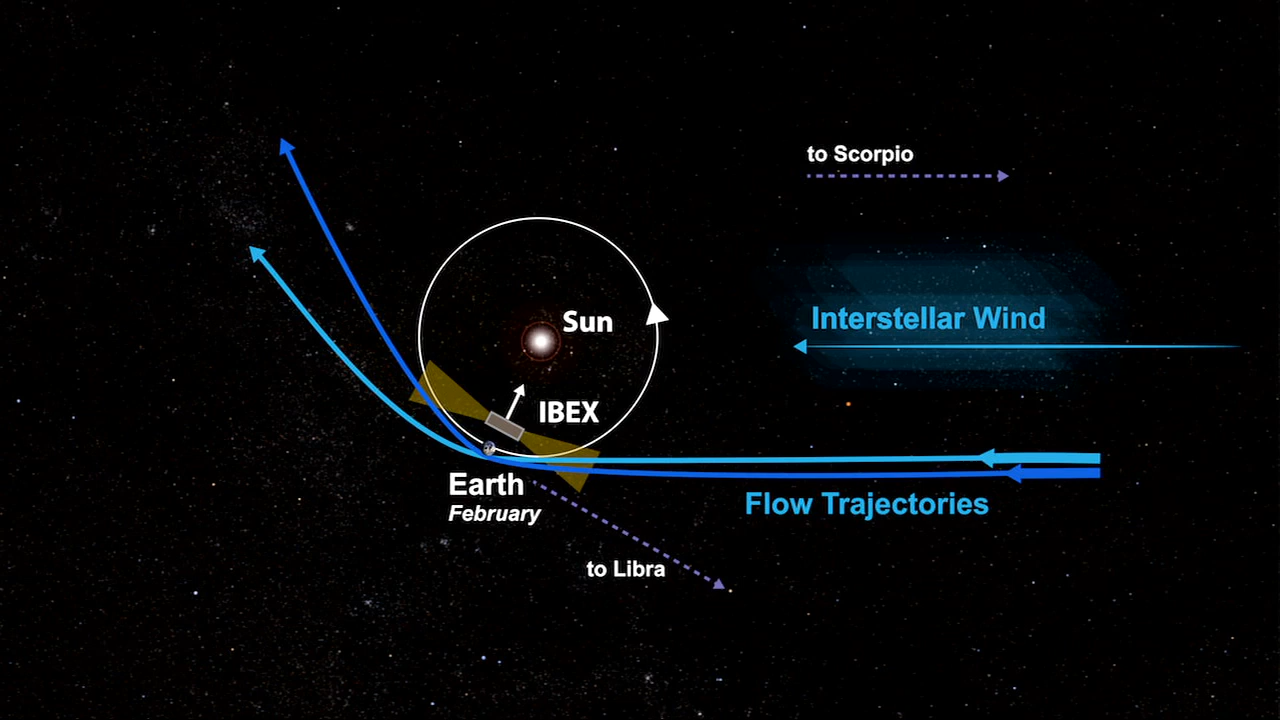 to Scorpio
Interstellar Wind
Sun
IBEX
Earth
February
Flow Trajectories
to Libra